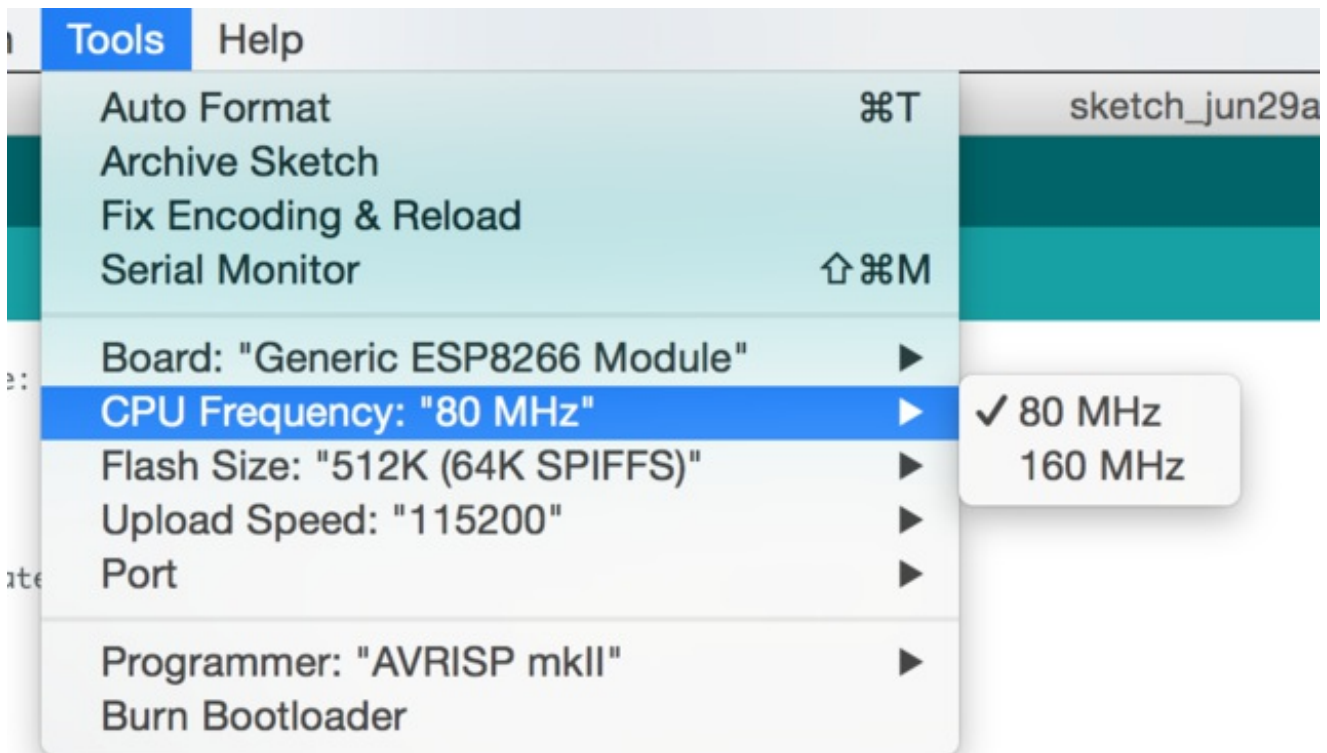 Tools Help
Auto Format ⌘T
sketch_jun29a
Archive Sketch
Fix Encoding & Reload
Serial Monitor ⇧⌘M
Board: "Generic ESP8266 Module"
CPU Frequency: "80 MHz"
✓ 80 MHz
160 MHz
Flash Size: "512K (64K SPIFFS)"
Upload Speed: "115200"
Port
Programmer: "AVRISP mkII"
Burn Bootloader